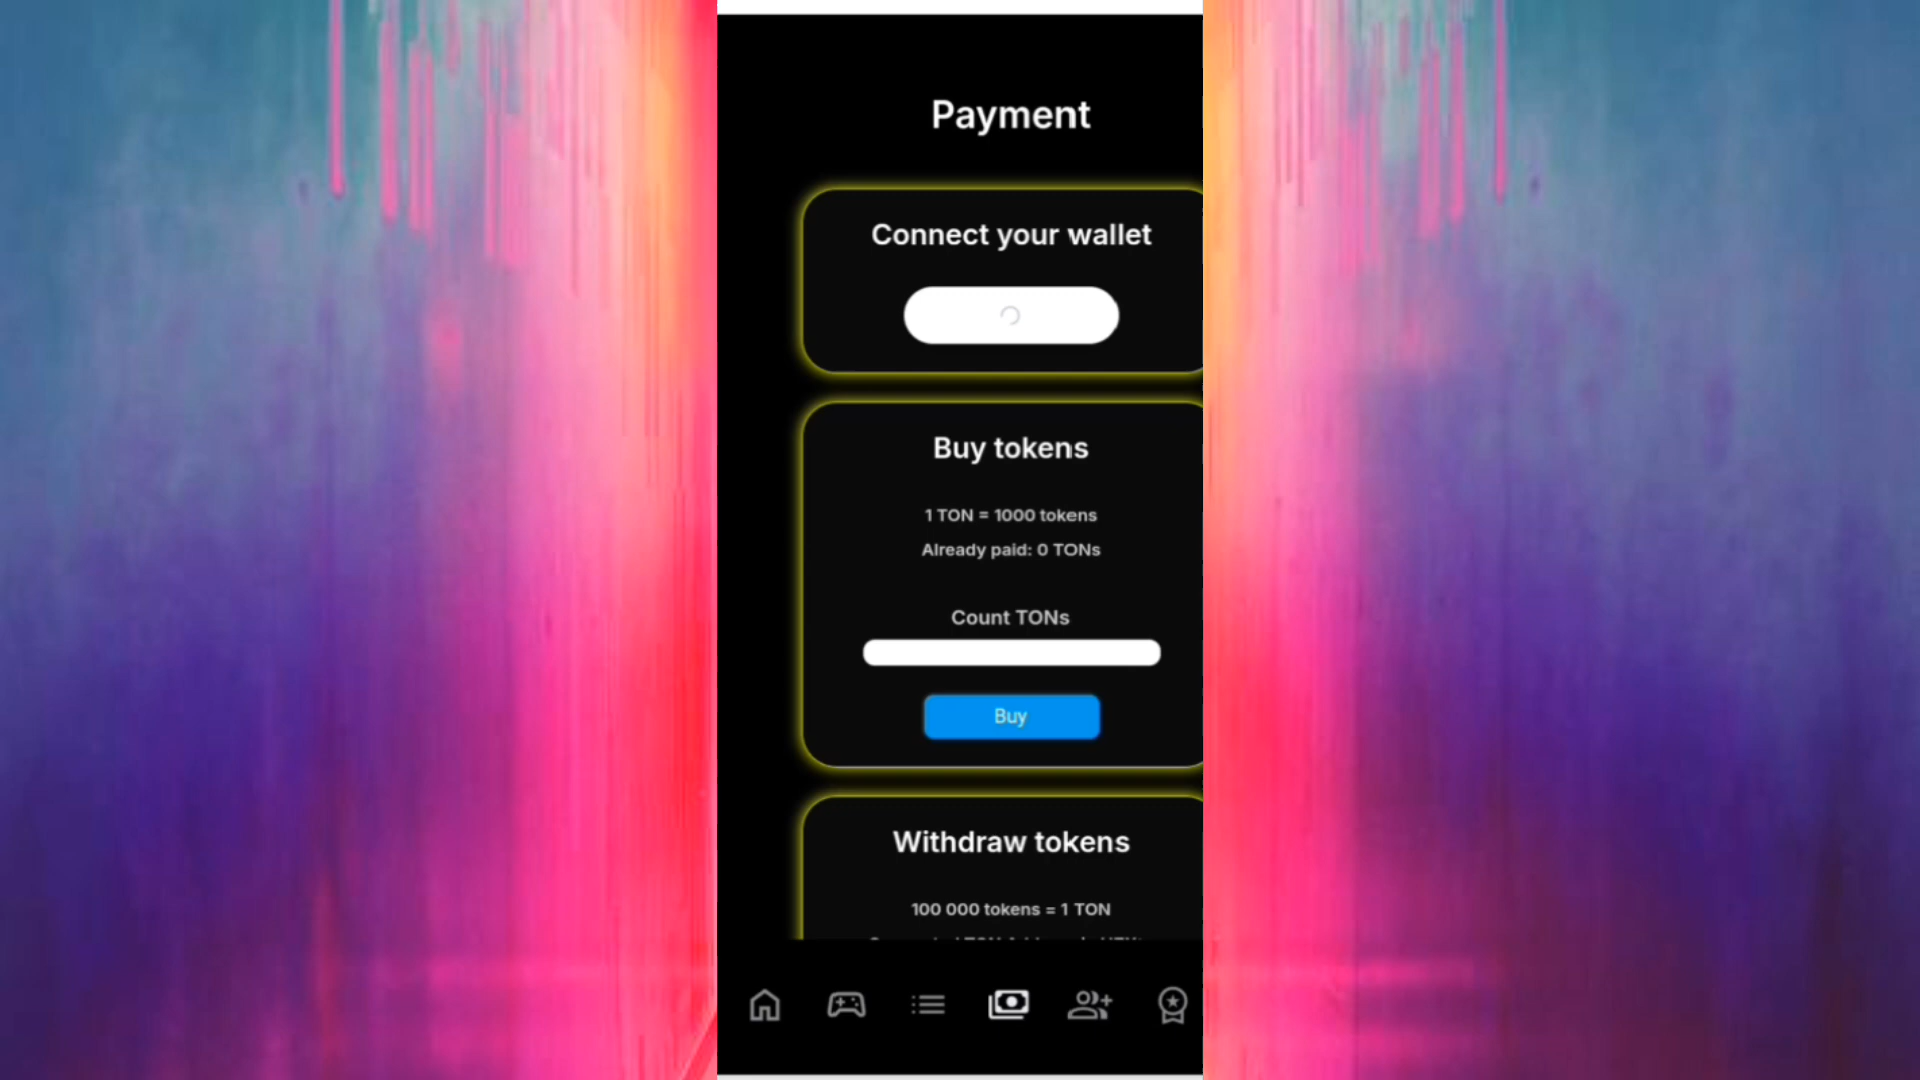 Payment
Connect your wallet
Buy tokens
1 TON = 1000 tokens
Already paid: 0 TONs
Count TONs
Buy
Withdraw tokens
100 000 tokens = 1 TON